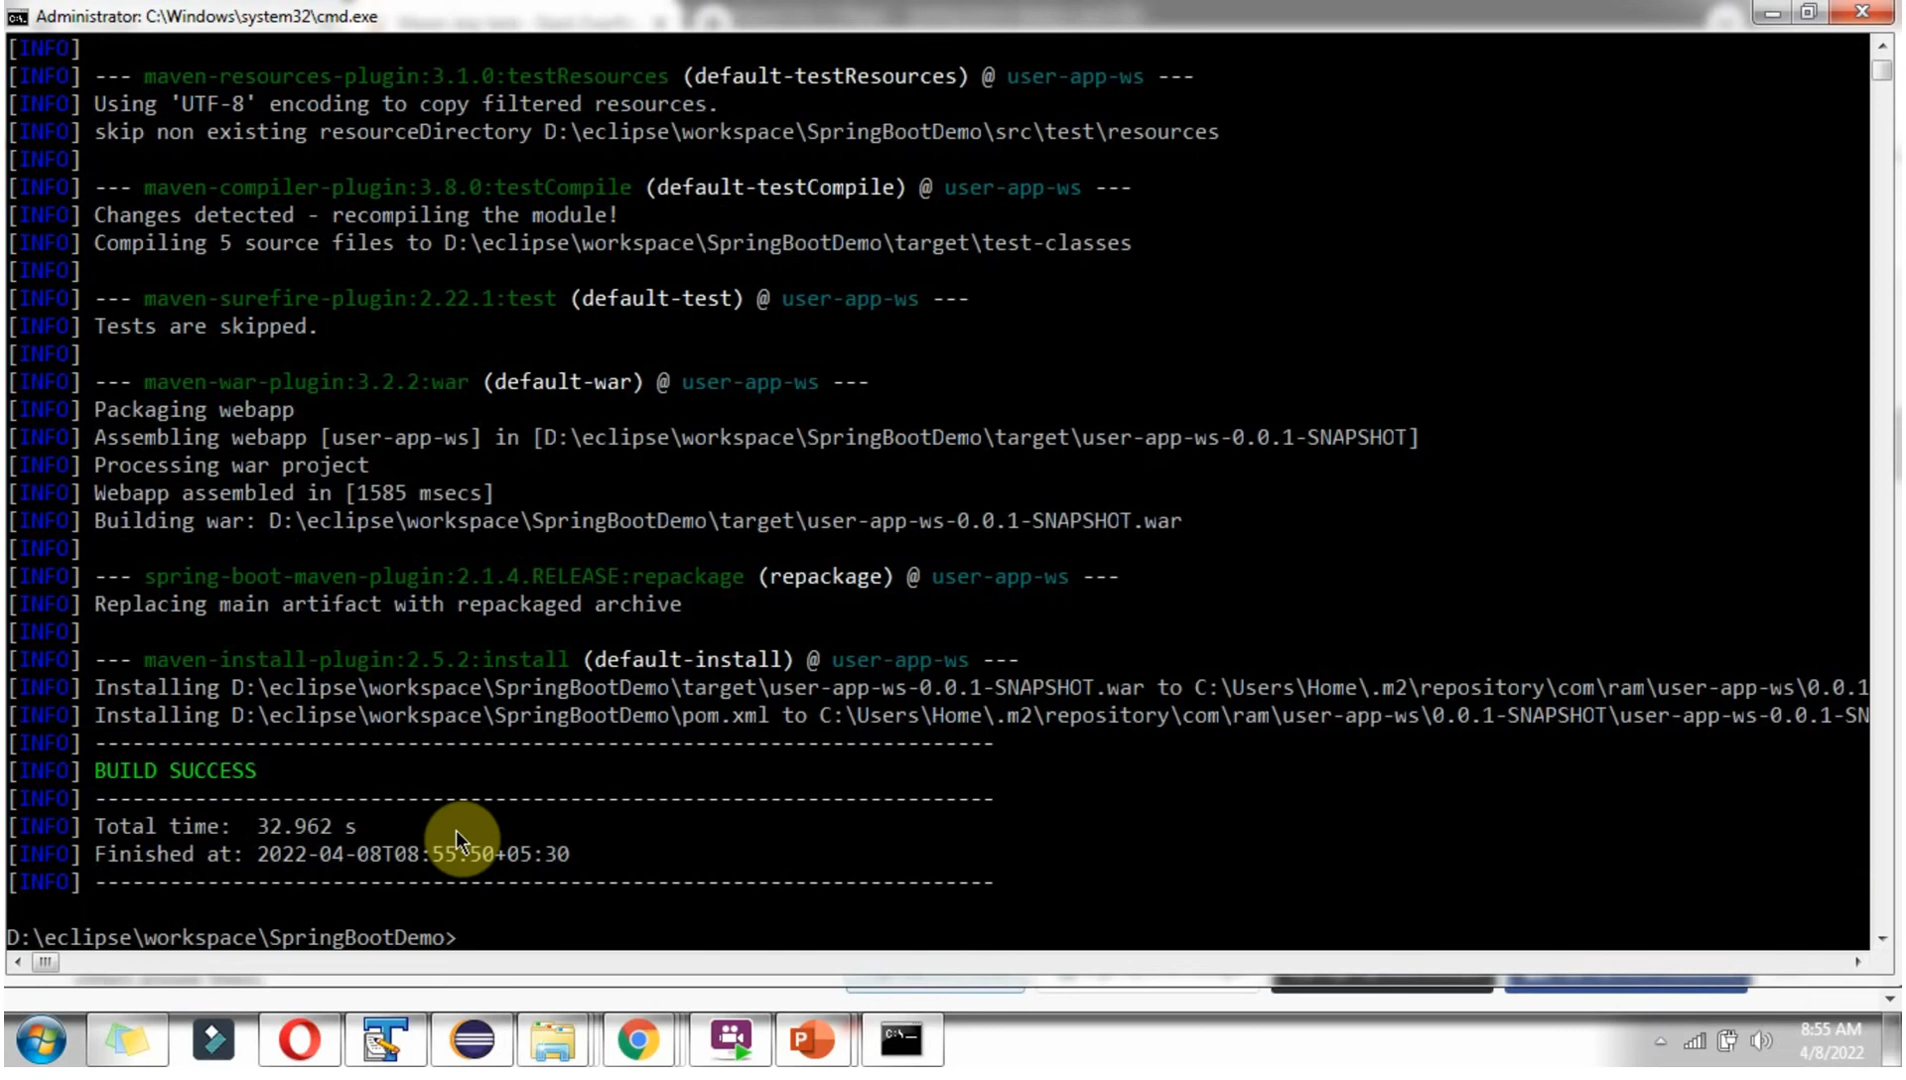 Administrator: C:\Windows\system32\cmd.exe
[INFO]
[INFO] --- maven-resources-plugin:3.1.0:testResources (default-testResources) @ user-app-ws ---
[INFO] Using 'UTF-8' encoding to copy filtered resources.
[INFO] skip non existing resourceDirectory D:\eclipse\workspace\SpringBootDemo\src\test\resources
[INFO]
[INFO] --- maven-compiler-plugin:3.8.0:testCompile (default-testCompile) @ user-app-ws ---
[INFO] Changes detected - recompiling the module!
[INFO] Compiling 5 source files to D:\eclipse\workspace\SpringBootDemo\target\test-classes
[INFO]
[INFO] --- maven-surefire-plugin:2.22.1:test (default-test) @ user-app-ws ---
[INFO] Tests are skipped.
[INFO]
[INFO] --- maven-war-plugin:3.2.2:war (default-war) @ user-app-ws ---
[INFO] Packaging webapp
[INFO] Assembling webapp [user-app-ws] in [D:\eclipse\workspace\SpringBootDemo\target\user-app-ws-0.0.1-SNAPSHOT]
[INFO] Processing war project
[INFO] Webapp assembled in [1585 msecs]
[INFO] Building war: D:\eclipse\workspace\SpringBootDemo\target\user-app-ws-0.0.1-SNAPSHOT.war
[INFO]
[INFO] --- spring-boot-maven-plugin:2.1.4.RELEASE:repackage (repackage) @ user-app-ws ---
[INFO] Replacing main artifact with repackaged archive
[INFO]
[INFO] --- maven-install-plugin:2.5.2:install (default-install) @ user-app-ws ---
[INFO] Installing D:\eclipse\workspace\SpringBootDemo\target\user-app-ws-0.0.1-SNAPSHOT.war to C:\Users\Home\.m2\repository\com\ram\user-app-ws\0.0.1
[INFO] Installing D:\eclipse\workspace\SpringBootDemo\pom.xml to C:\Users\Home\.m2\repository\com\ram\user-app-ws\0.0.1-SNAPSHOT\user-app-ws-0.0.1-SN
[INFO] ------------------------------------------------------------------------
[INFO] BUILD SUCCESS
[INFO] ------------------------------------------------------------------------
[INFO] Total time:  32.962 s
[INFO] Finished at: 2022-04-08T08:55:50+05:30
[INFO] ------------------------------------------------------------------------
D:\eclipse\workspace\SpringBootDemo>
8:55 AM
4/8/2022